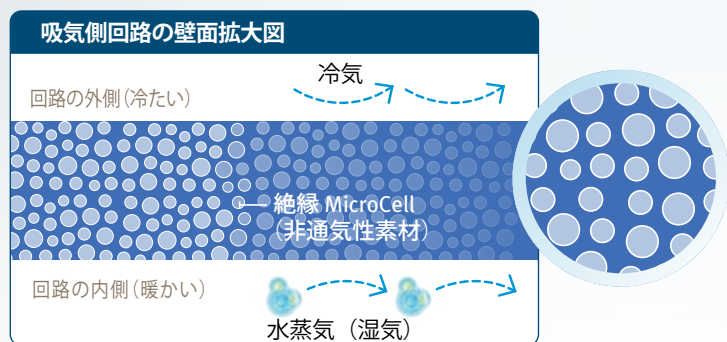 吸気側回路の壁面拡大図
冷気
回路の外側（冷たい）
絶縁 MicroCell
（非通気性素材）
回路の内側（暖かい）
水蒸気（湿気）